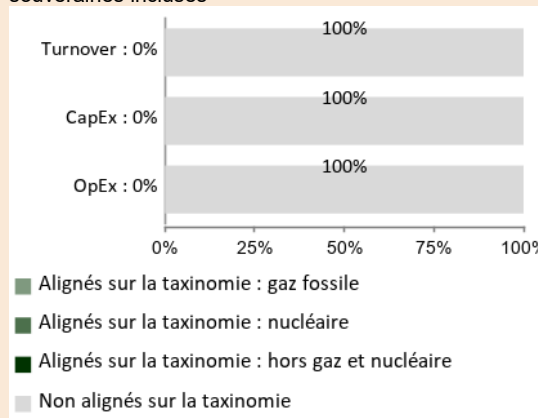 souveraines incluses
Turnover : 0% 100%
CapEx : 0% 100%
OpEx : 0% 100%
0% 25% 50% 75% 100%
Alignés sur la taxinomie : gaz fossile
Alignés sur la taxinomie : nucléaire
Alignés sur la taxinomie : hors gaz et nucléaire
Non alignés sur la taxinomie